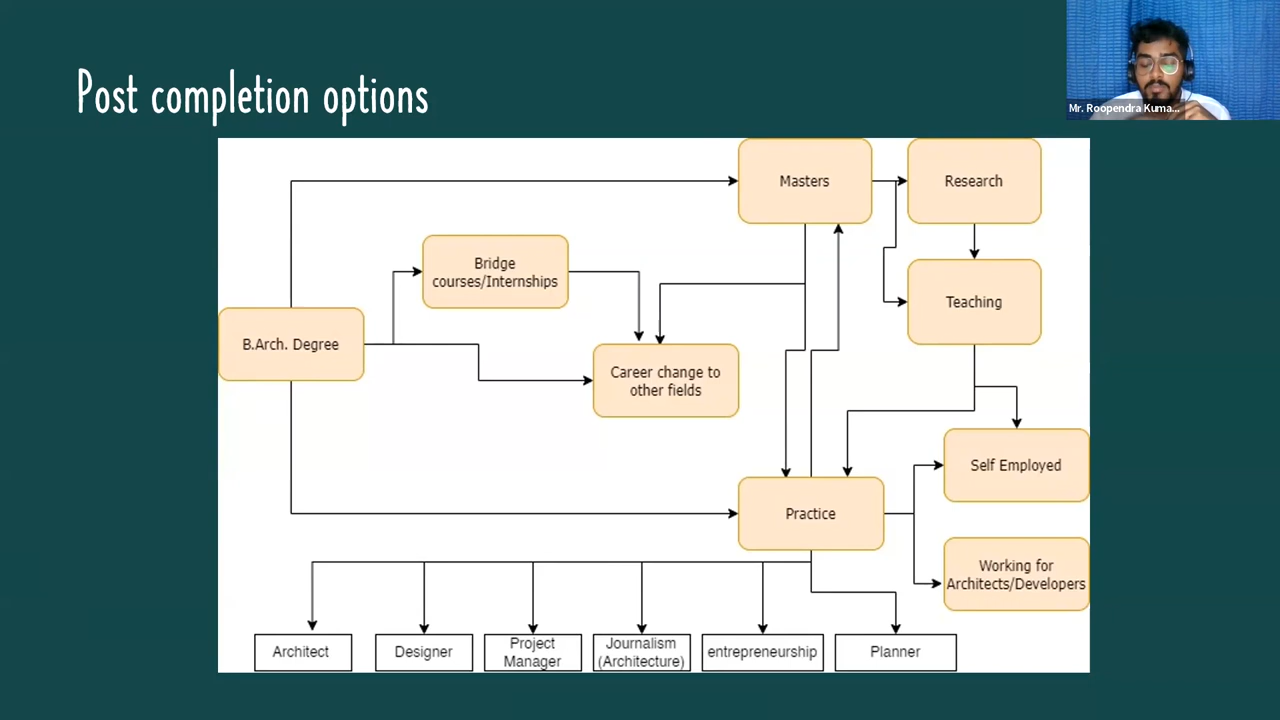 Post completion options
Mr. Roopendra Kuma...
Masters
Research
Bridge
courses/Internships
Teaching
B.Arch. Degree
Career change to
other fields
Self Employed
Practice
Working for
Architects/Developers
Architect
Designer
Project
Manager
Journalism
(Architecture)
entrepreneurship
Planner